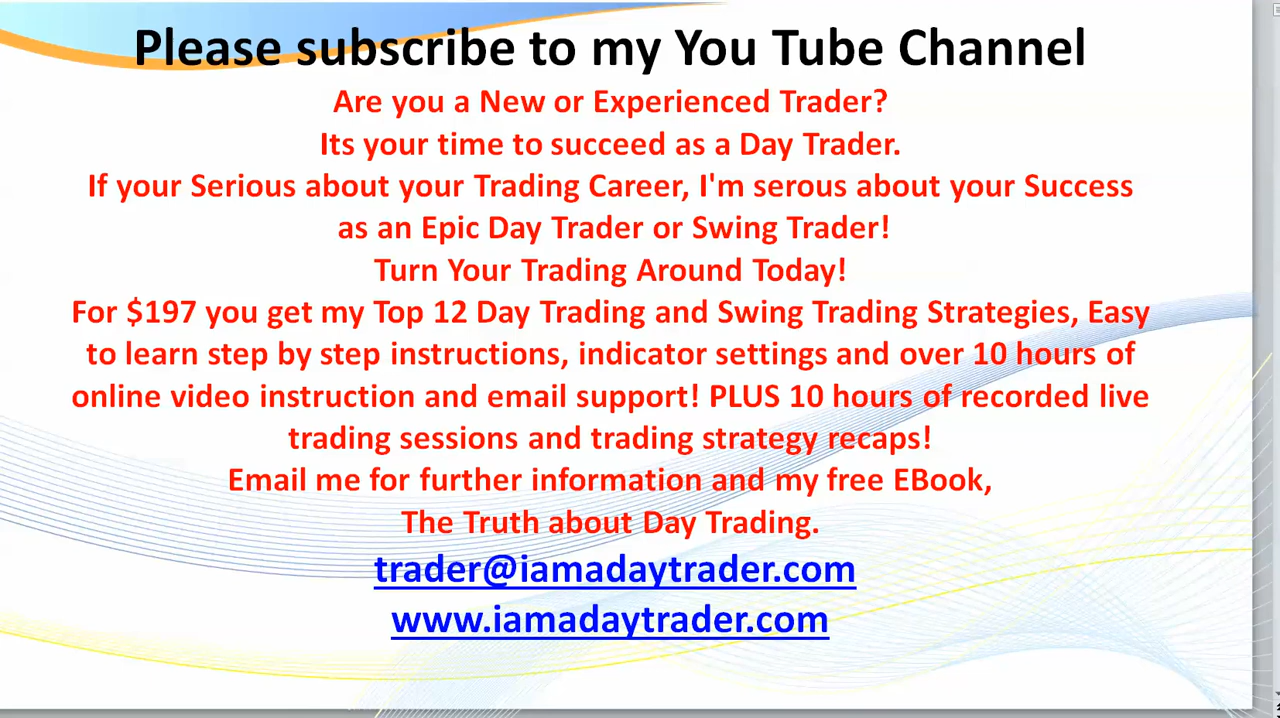 Please subscribe to my You Tube Channel
Are you a New or Experienced Trader?
Its your time to succeed as a Day Trader.
If your Serious about your Trading Career, I'm serous about your Success
as an Epic Day Trader or Swing Trader!
Turn Your Trading Around Today!
For $197 you get my Top 12 Day Trading and Swing Trading Strategies, Easy
to learn step by step instructions, indicator settings and over 10 hours of
online video instruction and email support! PLUS 10 hours of recorded live
trading sessions and trading strategy recaps!
Email me for further information and my free EBook,
The Truth about Day Trading.
trader@iamadaytrader.com
www.iamadaytrader.com